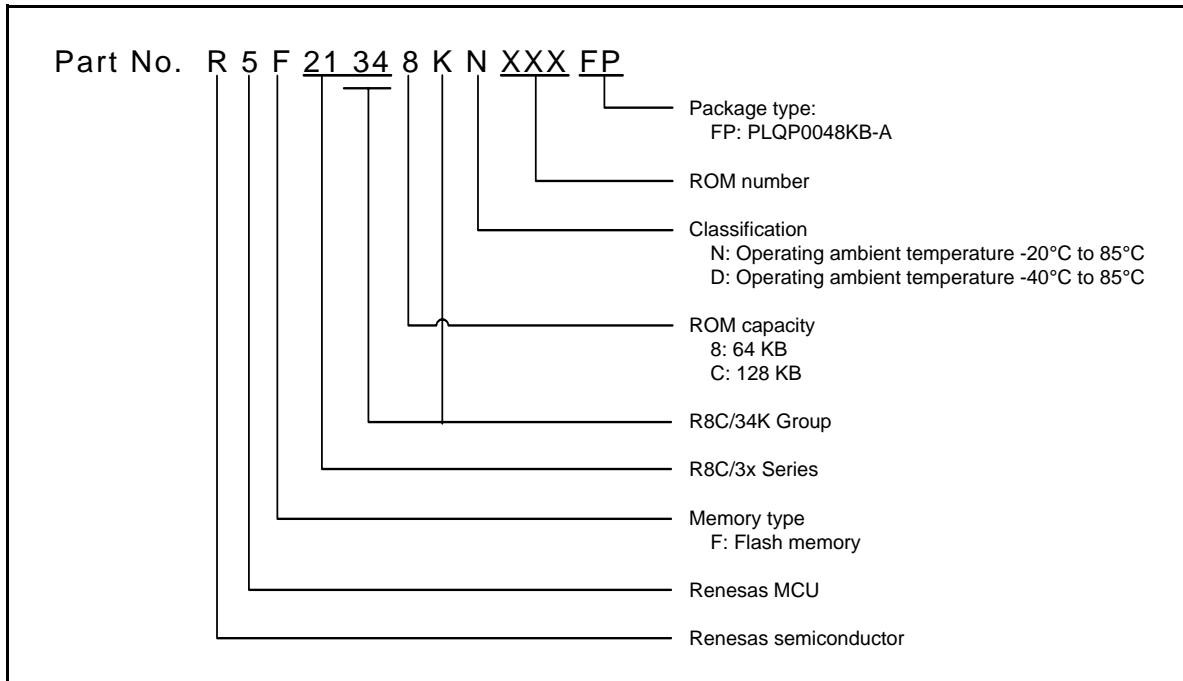 Part No. R 5 F 21 34 8 K N XXX FP
Package type:
FP: PLQP0048KB-A
ROM number
Classification
N: Operating ambient temperature -20°C to 85°C
D: Operating ambient temperature -40°C to 85°C
ROM capacity
8: 64 KB
C: 128 KB
R8C/34K Group
R8C/3x Series
Memory type
F: Flash memory
Renesas MCU
Renesas semiconductor